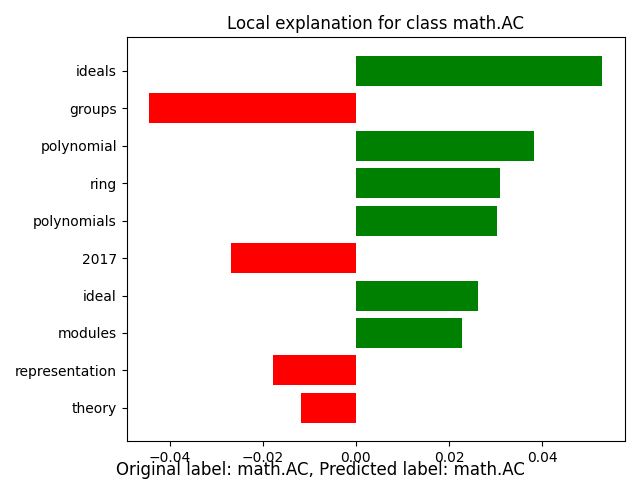 Local explanation for class math.AC
ideals
groups
polynomial
ring
polynomials
2017
ideal
modules
representation
theory
−0.04 −0.02 0.00 0.02 0.04
Original label: math.AC, Predicted label: math.AC